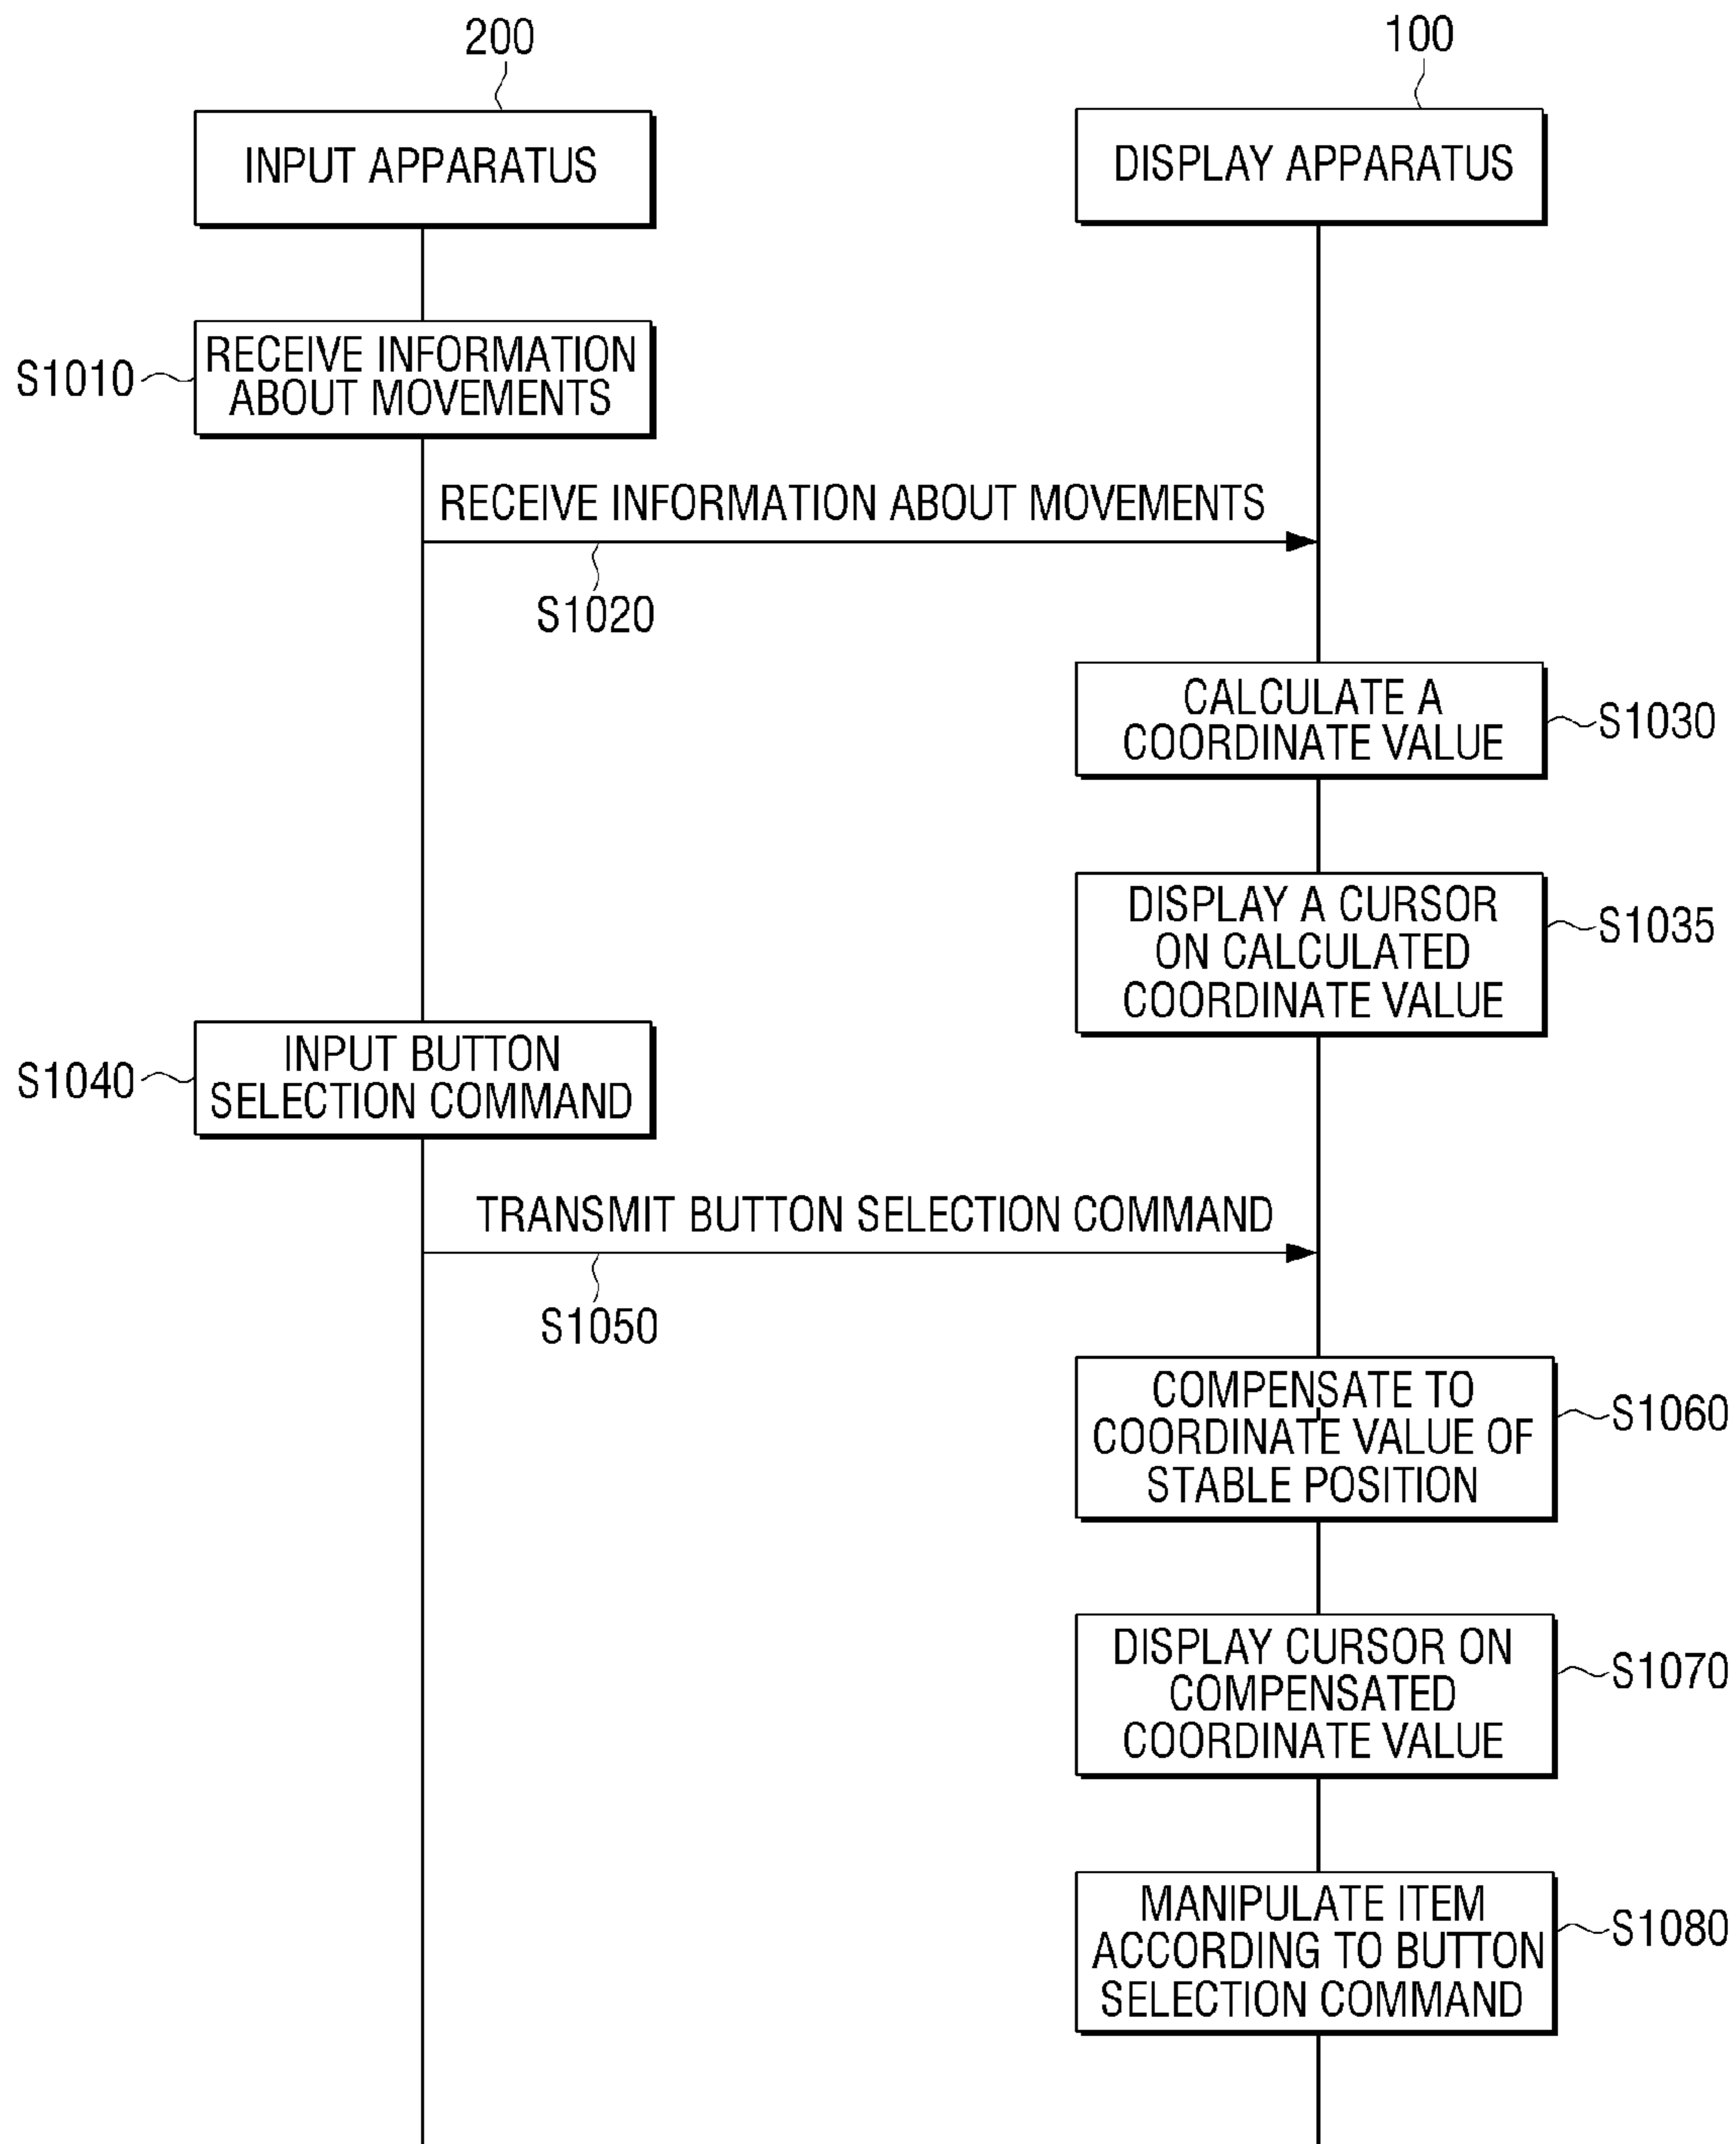 200
100
INPUT APPARATUS
DISPLAY APPARATUS
S1010
RECEIVE INFORMATION
ABOUT MOVEMENTS
RECEIVE INFORMATION ABOUT MOVEMENTS
S1020
CALCULATE A
COORDINATE VALUE
S1030
DISPLAY A CURSOR
ON CALCULATED
COORDINATE VALUE
S1035
S1040
INPUT BUTTON
SELECTION COMMAND
TRANSMIT BUTTON SELECTION COMMAND
S1050
COMPENSATE TO
COORDINATE VALUE OF
STABLE POSITION
S1060
DISPLAY CURSOR ON
COMPENSATED
COORDINATE VALUE
S1070
MANIPULATE ITEM
ACCORDING TO BUTTON
SELECTION COMMAND
S1080